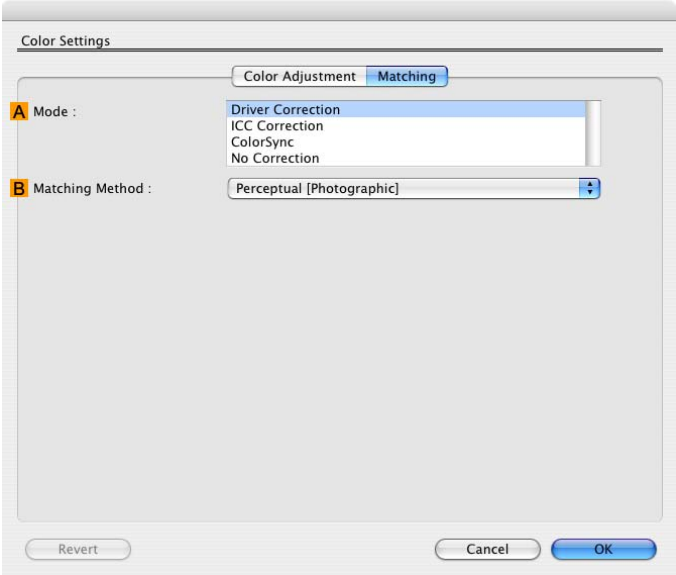 Color Settings
Color Adjustment Matching
A Mode : Driver Correction
ICC Correction
ColorSync
No Correction
B Matching Method : Perceptual [Photographic]
Revert Cancel OK